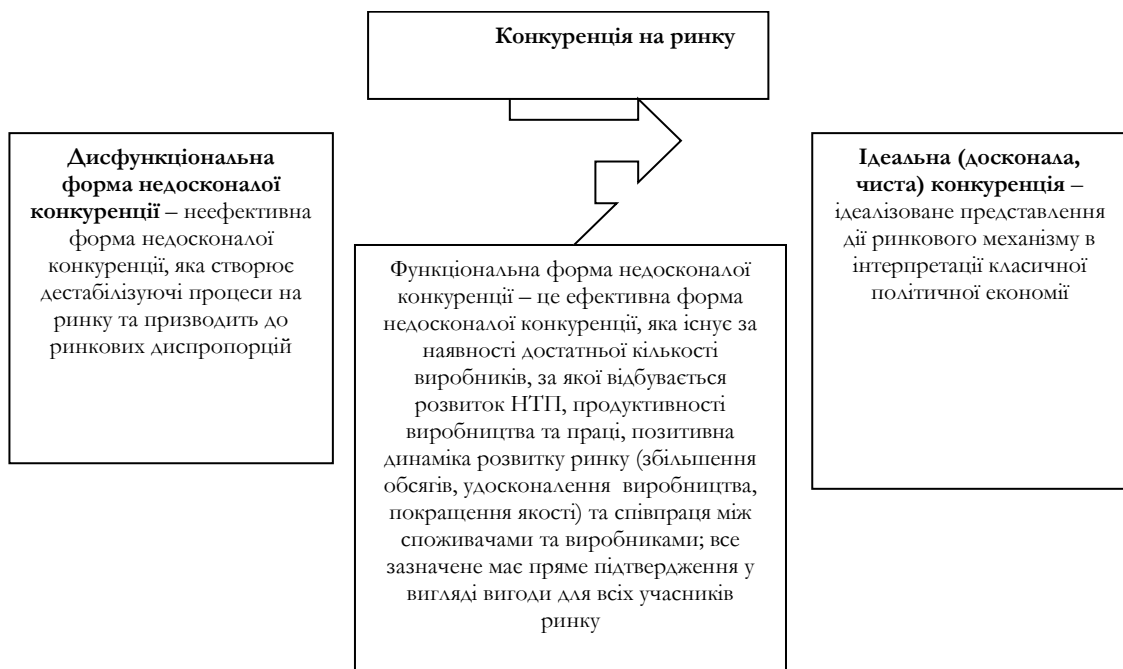 Конкуренція на ринку
Дисфункціональна
форма недосконалої
конкуренції – неефективна
форма недосконалої
конкуренції, яка створює
дестабілізуючі процеси на
ринку та призводить до
ринкових диспропорцій
Функціональна форма недосконалої
конкуренції – це ефективна форма
недосконалої конкуренції, яка існує за
наявності достатньої кількості
виробників, за якої відбувається
розвиток НТП, продуктивності
виробництва та праці, позитивна
динаміка розвитку ринку (збільшення
обсягів, удосконалення виробництва,
покращення якості) та співпраця між
споживачами та виробниками; все
зазначене має пряме підтвердження у
вигляді вигоди для всіх учасників
ринку
Ідеальна (досконала,
чиста) конкуренція –
ідеалізоване представлення
дії ринкового механізму в
інтерпретації класичної
політичної економії